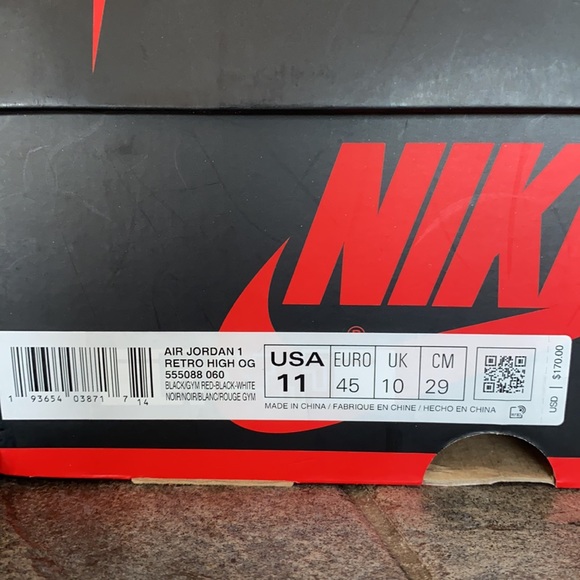 NIK
®
AIR JORDAN 1
RETRO HIGH OG
555088 060
BLACK/GYM RED-BLACK-WHITE
NOIR/NOIR/BLANC/ROUGE GYM
1 93654 03871 7 14
USA
11
EURO
45
UK
10
CM
29
MADE IN CHINA / FABRIQUE EN CHINE / HECHO EN CHINA
USD | $170.00